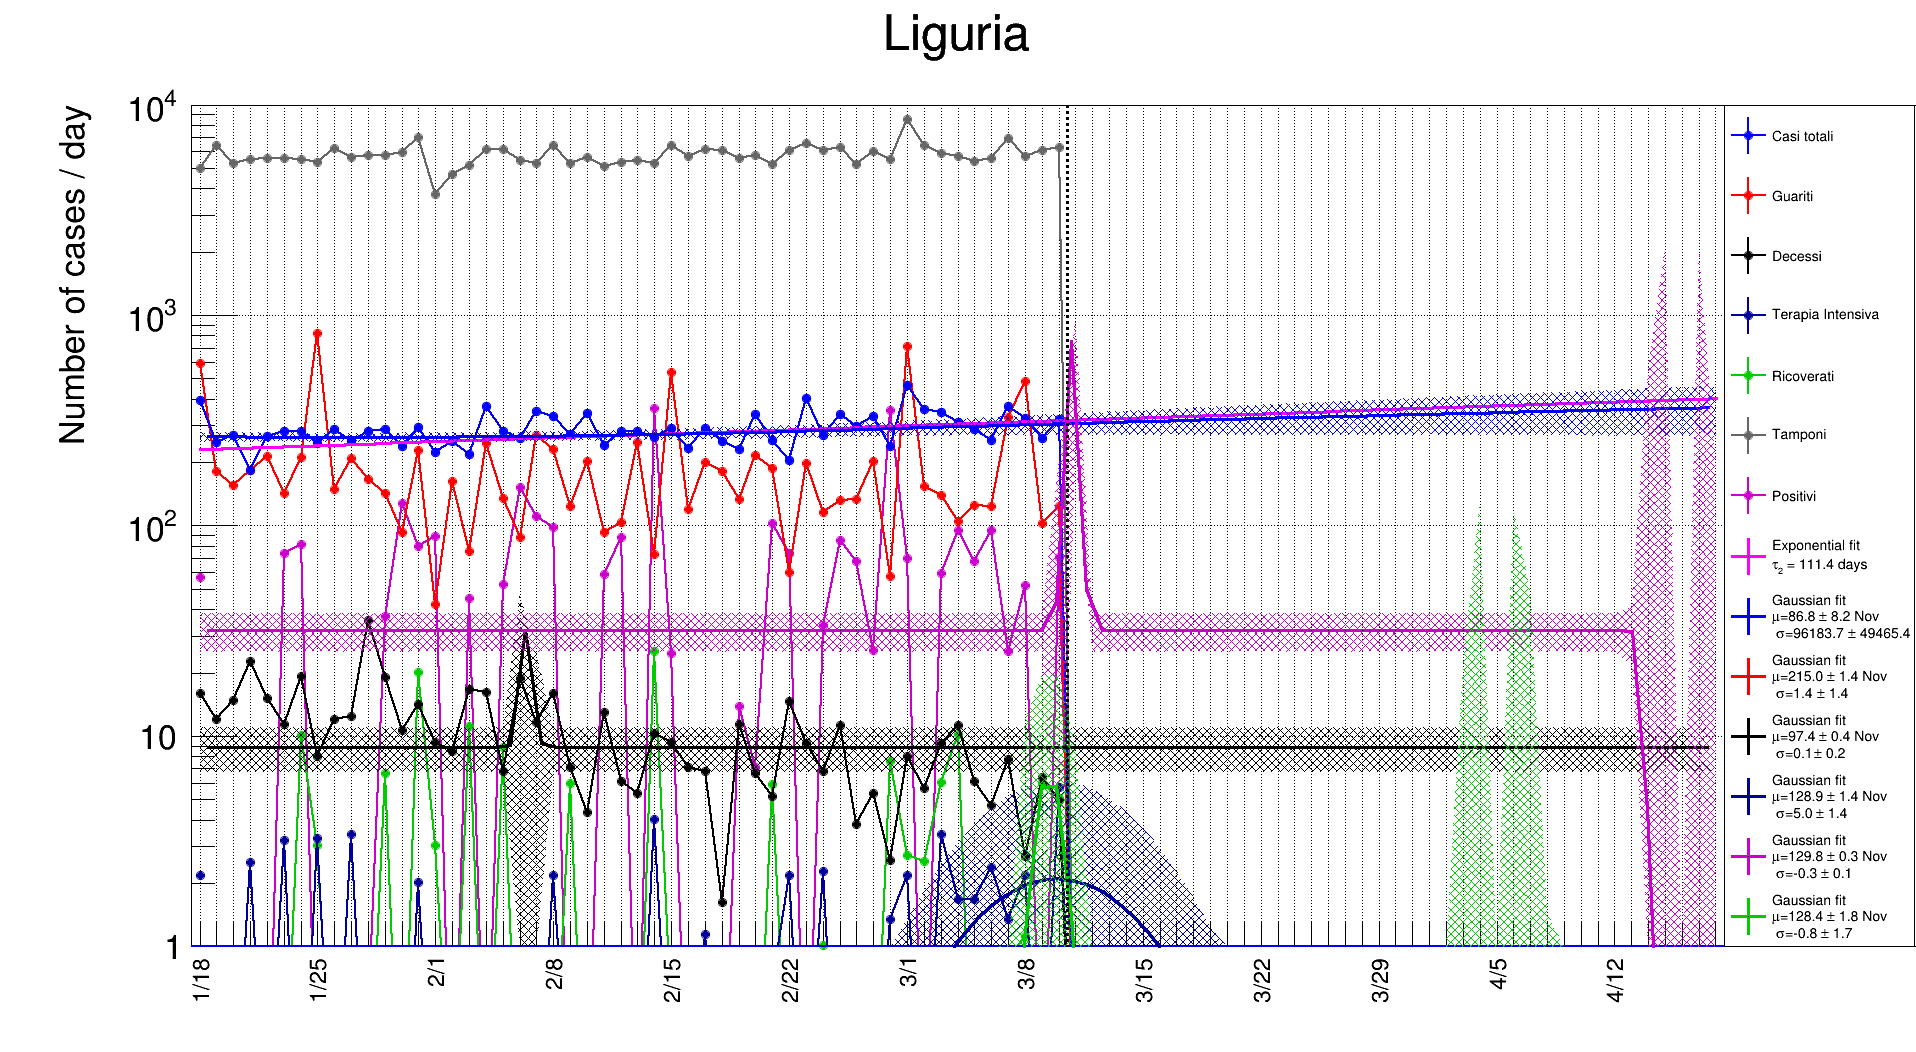 Liguria
Number of cases / day
10^4
10^3
10^2
10
1
1/18
1/25
2/1
2/8
2/15
2/22
3/1
3/8
3/15
3/22
3/29
4/5
4/12
Casi totali
Guariti
Decessi
Terapia Intensiva
Ricoverati
Tamponi
Positivi
Exponential fit
τ₂ = 111.4 days
Gaussian fit
μ=86.8 ± 8.2 Nov
σ=96183.7 ± 49465.4
Gaussian fit
μ=215.0 ± 1.4 Nov
σ=1.4 ± 1.4
Gaussian fit
μ=97.4 ± 0.4 Nov
σ=0.1 ± 0.2
Gaussian fit
μ=128.9 ± 1.4 Nov
σ=5.0 ± 1.4
Gaussian fit
μ=129.8 ± 0.3 Nov
σ=-0.3 ± 0.1
Gaussian fit
μ=128.4 ± 1.8 Nov
σ=-0.8 ± 1.7